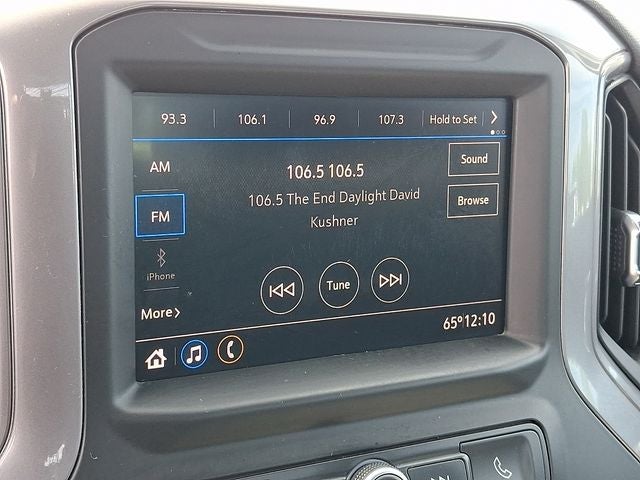 93.3 106.1 96.9 107.3 Hold to Set
AM
106.5 106.5
Sound
FM
106.5 The End Daylight David
Kushner
Browse
iPhone
Tune
More
65° 12:10